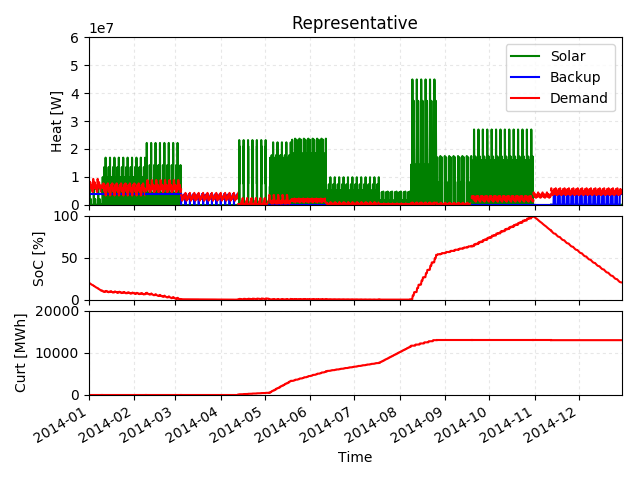 Representative
1e7
6
5
4
3
2
1
0
Heat [W]
Solar
Backup
Demand
100
50
0
SoC [%]
20000
10000
0
Curt [MWh]
2014-01
2014-02
2014-03
2014-04
2014-05
2014-06
2014-07
2014-08
2014-09
2014-10
2014-11
2014-12
Time